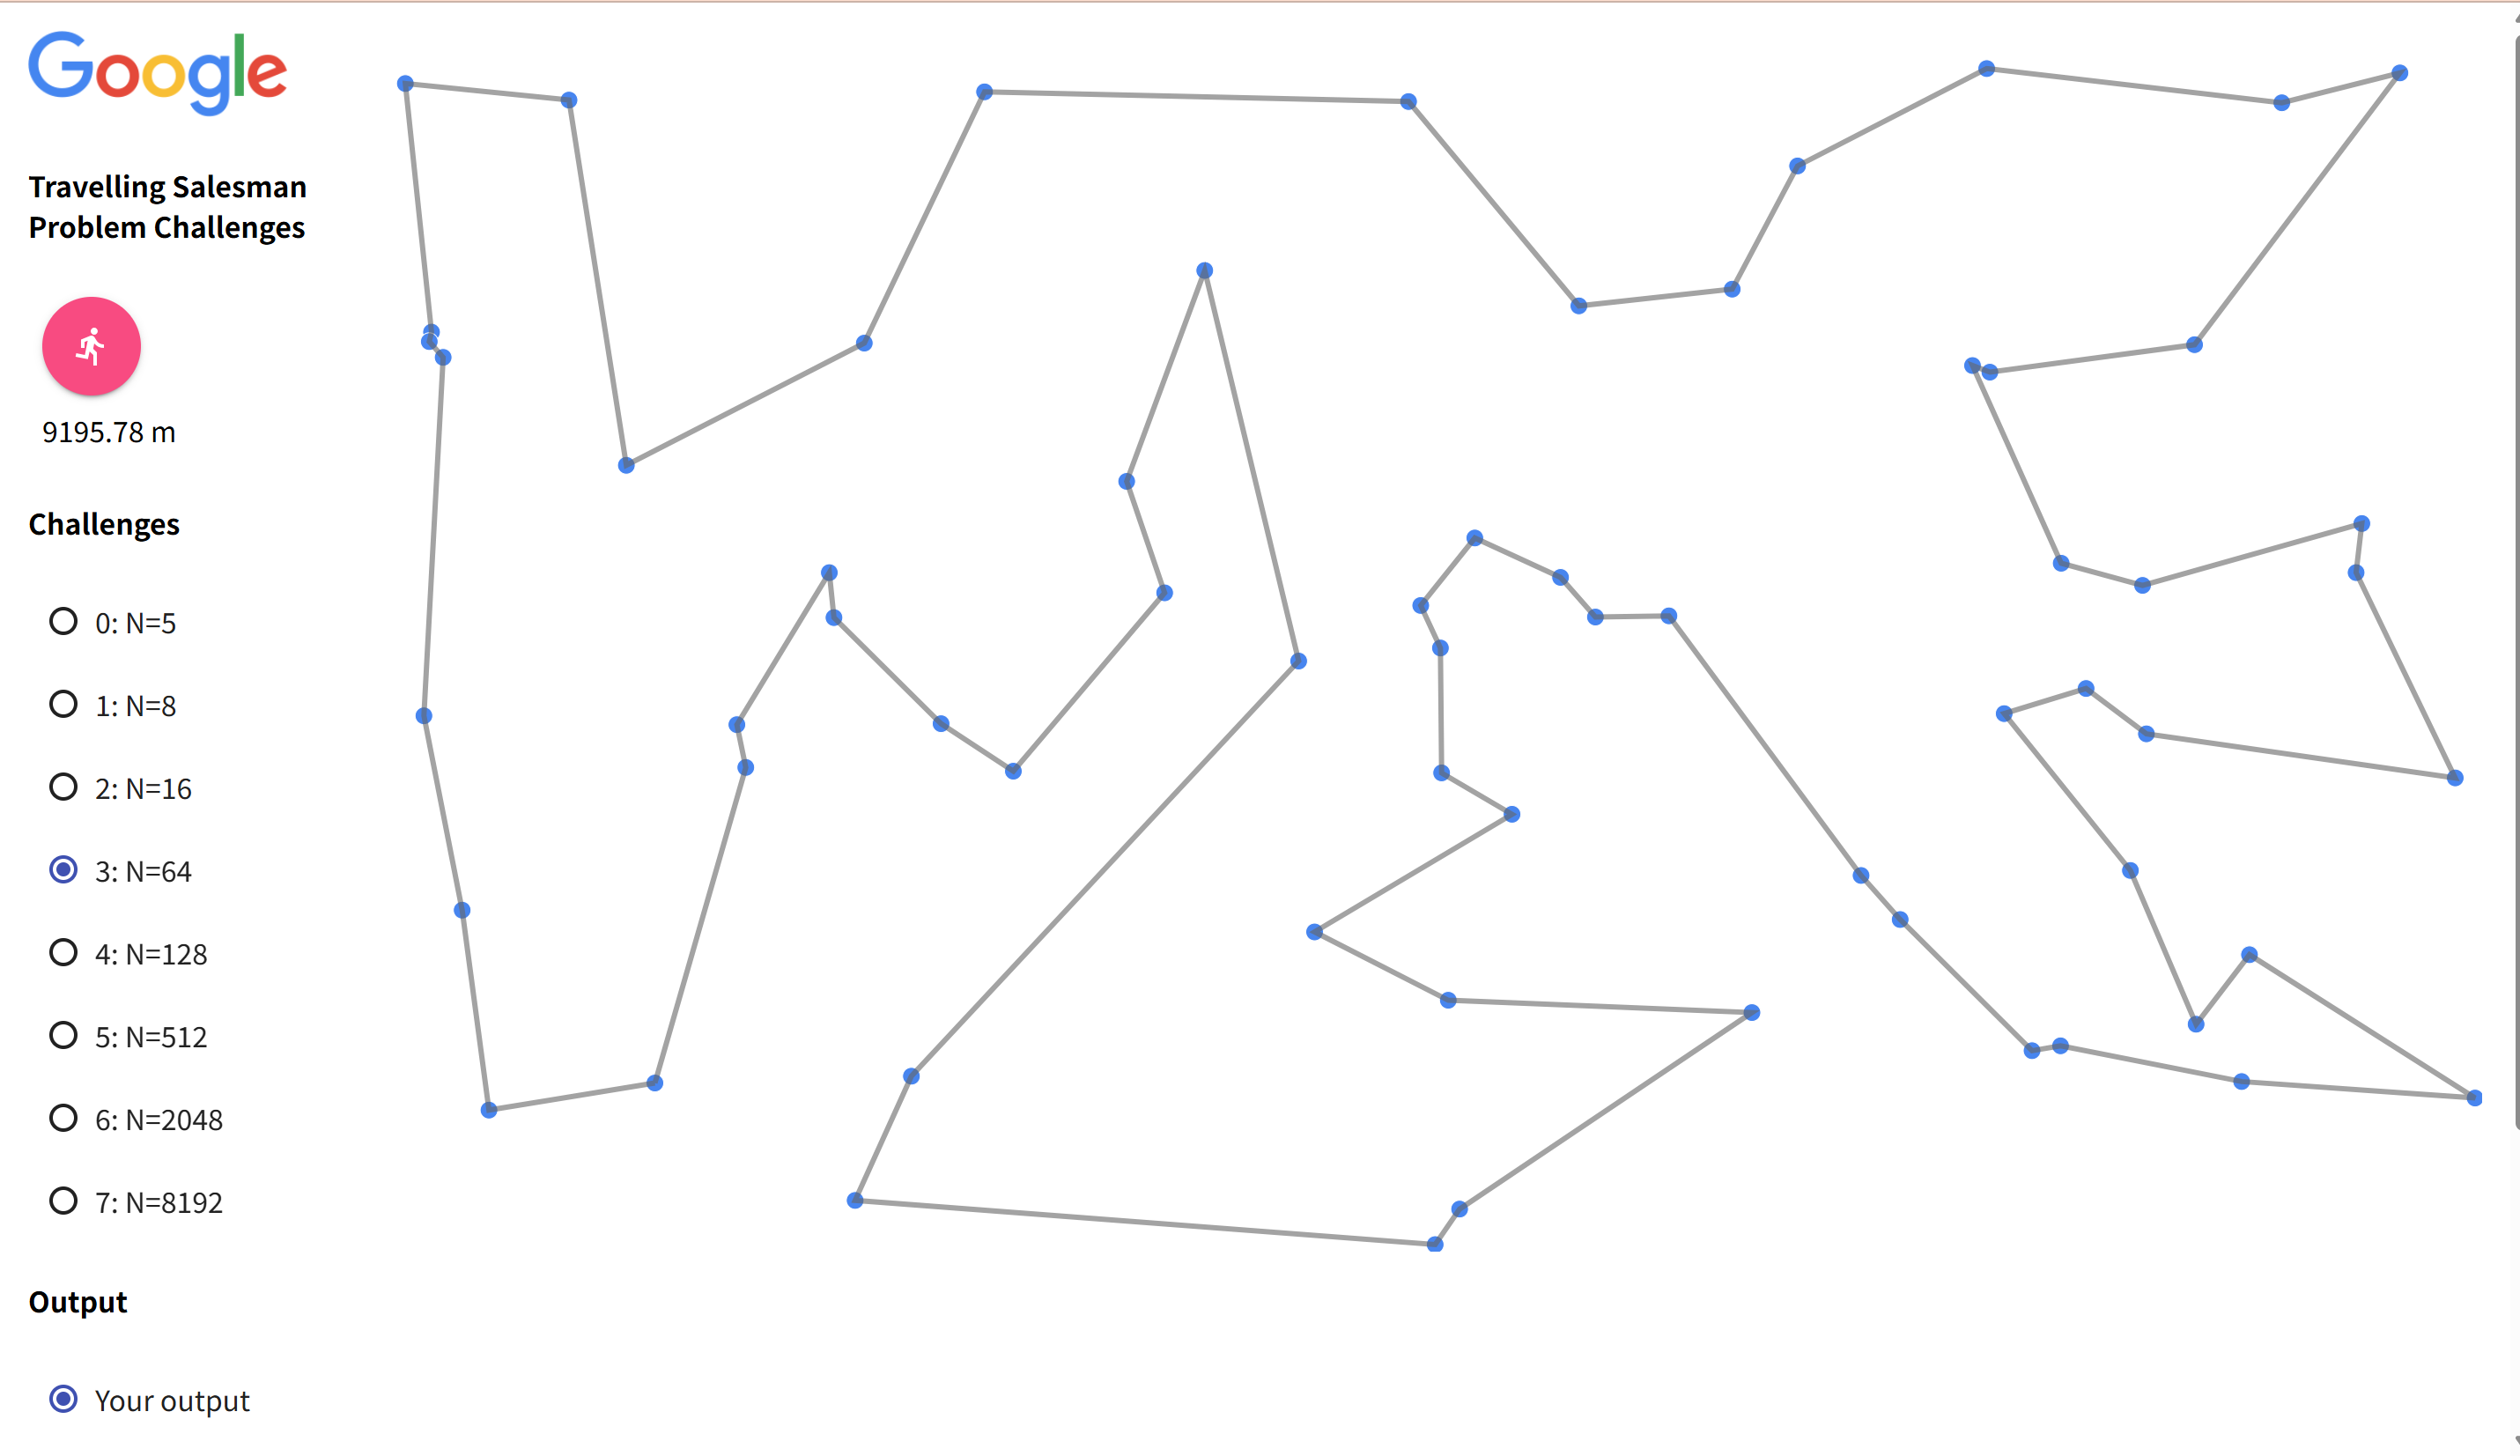 Google
Travelling Salesman
Problem Challenges
9195.78 m
Challenges
0: N=5
1: N=8
2: N=16
3: N=64
4: N=128
5: N=512
6: N=2048
7: N=8192
Output
Your output